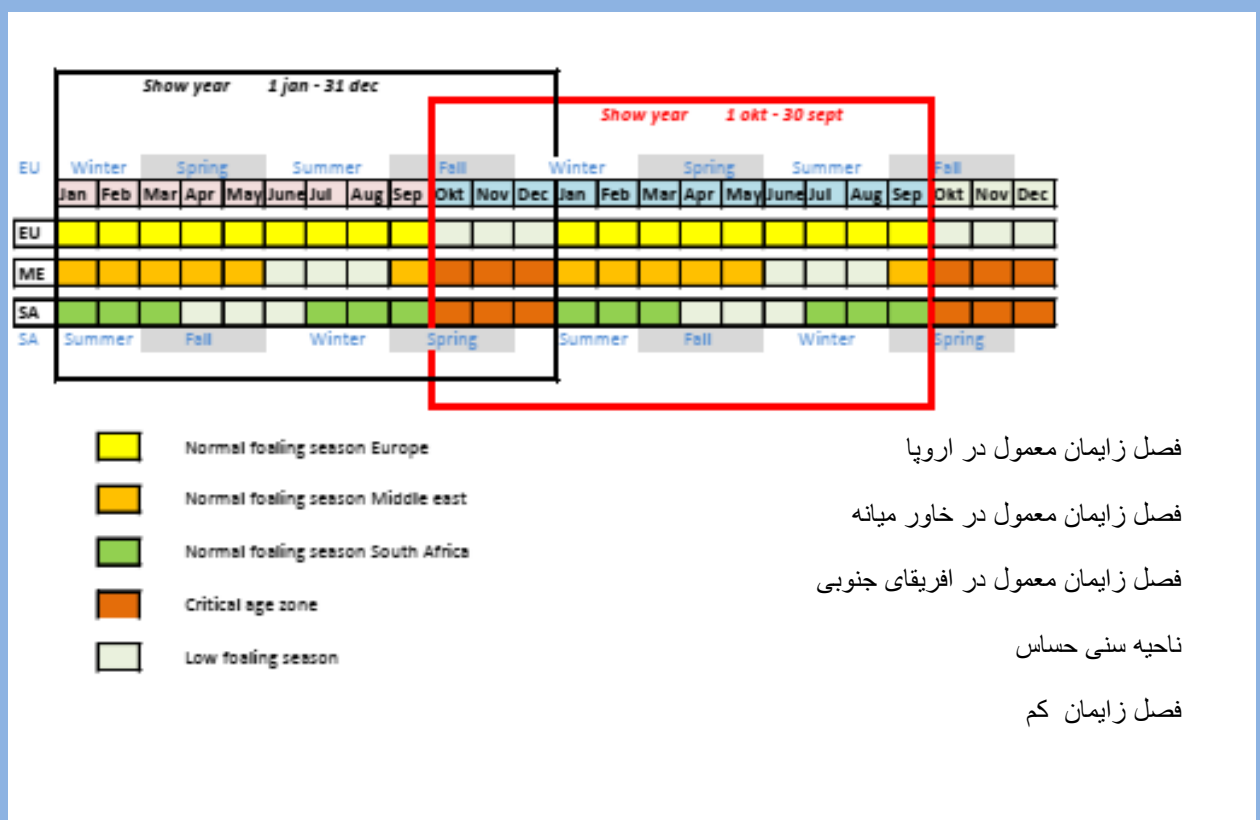 Show year 1 jan - 31 dec
Show year 1 okt - 30 sept
EU Winter Spring Summer Fall Winter Spring Summer Fall
Jan Feb Mar Apr May June Jul Aug Sep Okt Nov Dec Jan Feb Mar Apr May June Jul Aug Sep Okt Nov Dec
EU
ME
SA
SA Summer Fall Winter Spring Summer Fall Winter Spring
Normal foaling season Europe
فصل زایمان معمول در اروپا
Normal foaling season Middle east
فصل زایمان معمول در خاور میانه
Normal foaling season South Africa
فصل زایمان معمول در افریقای جنوبی
Critical age zone
ناحیه سنی حساس
Low foaling season
فصل زایمان کم